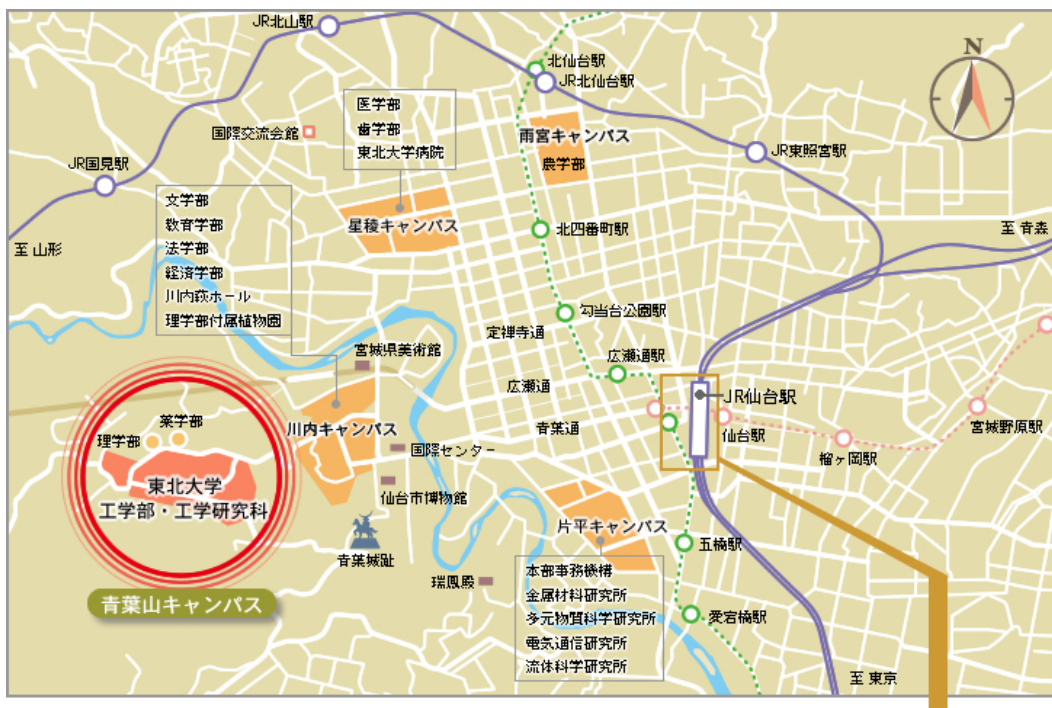 JR北山駅
北仙台駅
JR北仙台駅
N
医学部
歯学部
東北大学病院
国際交流会館
雨宮キャンパス
農学部
JR東照宮駅
JR国見駅
文学部
教育学部
法学部
経済学部
川内萩ホール
理学部付属植物園
星稜キャンパス
北四番町駅
至 青森
至 山形
勾当台公園駅
定禅寺通
宮城県美術館
広瀬通駅
広瀬通
JR仙台駅
青葉通
仙台駅
宮城野原駅
榴ヶ岡駅
薬学部
理学部
川内キャンパス
国際センター
東北大学
工学部・工学研究科
仙台市博物館
片平キャンパス
青葉城趾
五橋駅
瑞鳳殿
本部事務機構
金属材料研究所
多元物質科学研究所
電気通信研究所
流体科学研究所
青葉山キャンパス
愛宕橋駅
至 東京